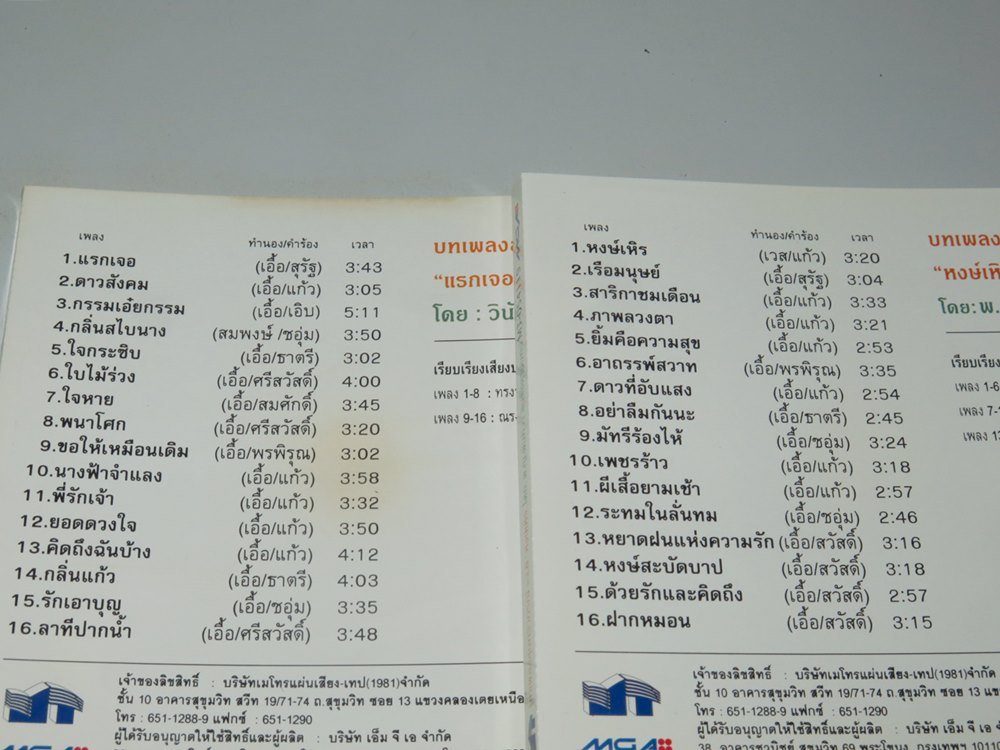 เพลง ทำนอง/คำร้อง เวลา
1.แรกเจอ (เอื้อ/สุรัฐ) 3:43
2.ดาวสังคม (เอื้อ/แก้ว) 3:05
3.กรรมเอ๋ยกรรม (เอื้อ/เอิบ) 5:11
4.กลิ่นสไบนาง (สมพงษ์ /ชอุ่ม) 3:50
5.ใจกระซิบ (เอื้อ/ธาตรี) 3:02
6.ใบไม้ร่วง (เอื้อ/ศรีสวัสดิ์) 4:00
7.ใจหาย (เอื้อ/สมศักดิ์) 3:45
8.พนาโศก (เอื้อ/ศรีสวัสดิ์) 3:20
9.ขอให้เหมือนเดิม (เอื้อ/พรพิรุณ) 3:02
10.นางฟ้าจำแลง (เอื้อ/แก้ว) 3:58
11.พี่รักเจ้า (เอื้อ/แก้ว) 3:32
12.ยอดดวงใจ (เอื้อ/แก้ว) 3:50
13.คิดถึงฉันบ้าง (เอื้อ/แก้ว) 4:12
14.กลิ่นแก้ว (เอื้อ/ธาตรี) 4:03
15.รักเอาบุญ (เอื้อ/ชอุ่ม) 3:35
16.ลาทีปากน้ำ (เอื้อ/ศรีสวัสดิ์) 3:48
บทเพลง
"แรกเจอ
โดย : วินั
เรียบเรียงเสียง
เพลง 1-8 : ทรง
เพลง 9-16 : ณร
เจ้าของลิขสิทธิ์ : บริษัทเมโทรแผ่นเสียง-เทป(1981)จำกัด
ชั้น 10 อาคารสุขุมวิท สวีท 19/71-74 ถ.สุขุมวิท ซอย 13 แขวงคลองเตยเหนือ
โทร : 651-1288-9 แฟกซ์ : 651-1290
ผู้ได้รับอนุญาตให้ใช้สิทธิ์และผู้ผลิต : บริษัท เอ็ม จี เอ จำกัด
MGA
เพลง ทำนอง/คำร้อง เวลา
1.หงษ์เหิร (เวส/แก้ว) 3:20
2.เรือมนุษย์ (เอื้อ/สุรัฐ) 3:04
3.สาริกาชมเดือน (เอื้อ/แก้ว) 3:33
4.ภาพลวงตา (เอื้อ/แก้ว) 3:21
5.ยิ้มคือความสุข (เอื้อ/แก้ว) 2:53
6.อาถรรพ์สวาท (เอื้อ/พรพิรุณ) 3:35
7.ดาวที่อับแสง (เอื้อ/แก้ว) 2:54
8.อย่าลืมกันนะ (เอื้อ/ธาตรี) 2:45
9.มัทรีร้องไห้ (เอื้อ/ชอุ่ม) 3:24
10.เพชรร้าว (เอื้อ/แก้ว) 3:18
11.ผีเสื้อยามเช้า (เอื้อ/แก้ว) 2:57
12.ระทมในลั่นทม (เอื้อ/ชอุ่ม) 2:46
13.หยาดฝนแห่งความรัก (เอื้อ/สวัสดิ์) 3:16
14.หงษ์สะบัดบาป (เอื้อ/สวัสดิ์) 3:18
15.ด้วยรักและคิดถึง (เอื้อ/สวัสดิ์) 2:57
16.ฝากหมอน (เอื้อ/สวัสดิ์) 3:15
บทเพลง
"หงษ์เหิ
โดย:พ.
เรียบเรียง
เพลง 1-6
เพลง 7-
เพลง 13
เจ้าของลิขสิทธิ์ : บริษัทเมโทรแผ่นเสียง-เทป(1981)จำกัด
ชั้น 10 อาคารสุขุมวิท สวีท 19/71-74 ถ.สุขุมวิท ซอย 13
โทร : 651-1288-9 แฟกซ์ : 651-1290
ผู้ได้รับอนุญาตให้ใช้สิทธิ์และผู้ผลิต : บริษัท เอ็ม จี เอ
MGA